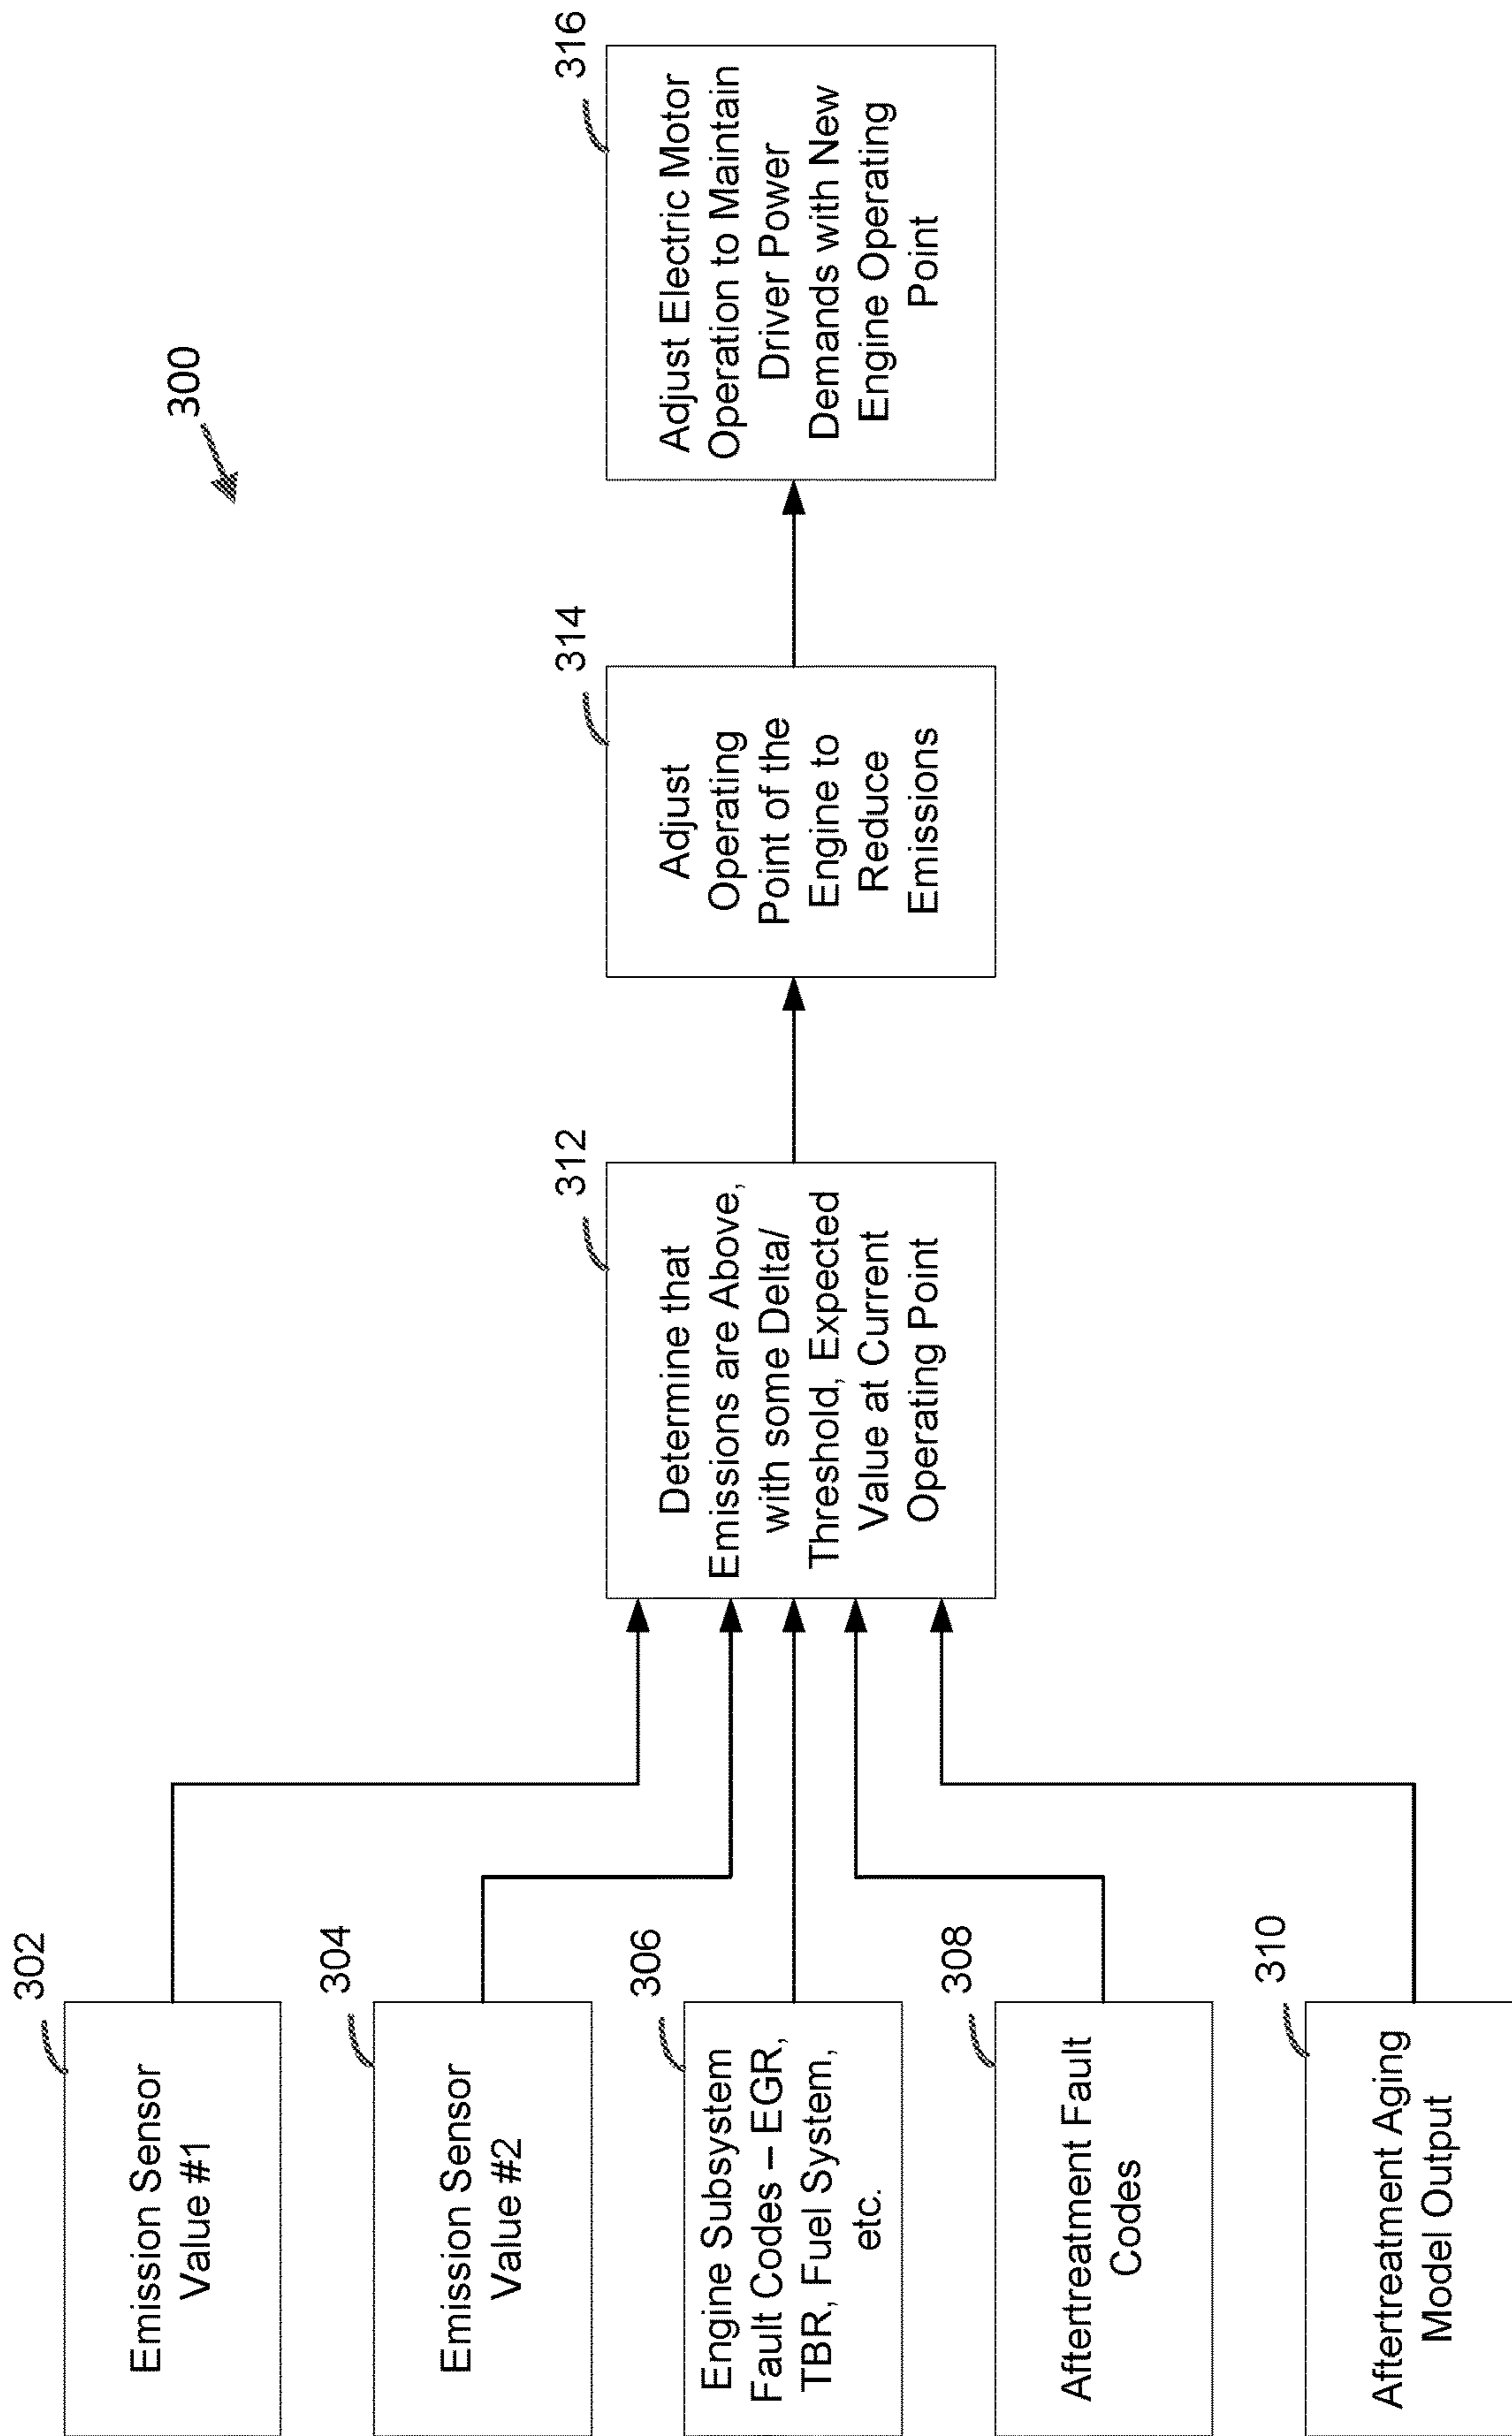 300
302
Emission Sensor
Value #1
304
Emission Sensor
Value #2
306
Engine Subsystem
Fault Codes – EGR,
TBR, Fuel System,
etc.
308
Aftertreatment Fault
Codes
310
Aftertreatment Aging
Model Output
312
Determine that
Emissions are Above,
with some Delta/
Threshold, Expected
Value at Current
Operating Point
314
Adjust
Operating
Point of the
Engine to
Reduce
Emissions
316
Adjust Electric Motor
Operation to Maintain
Driver Power
Demands with New
Engine Operating
Point